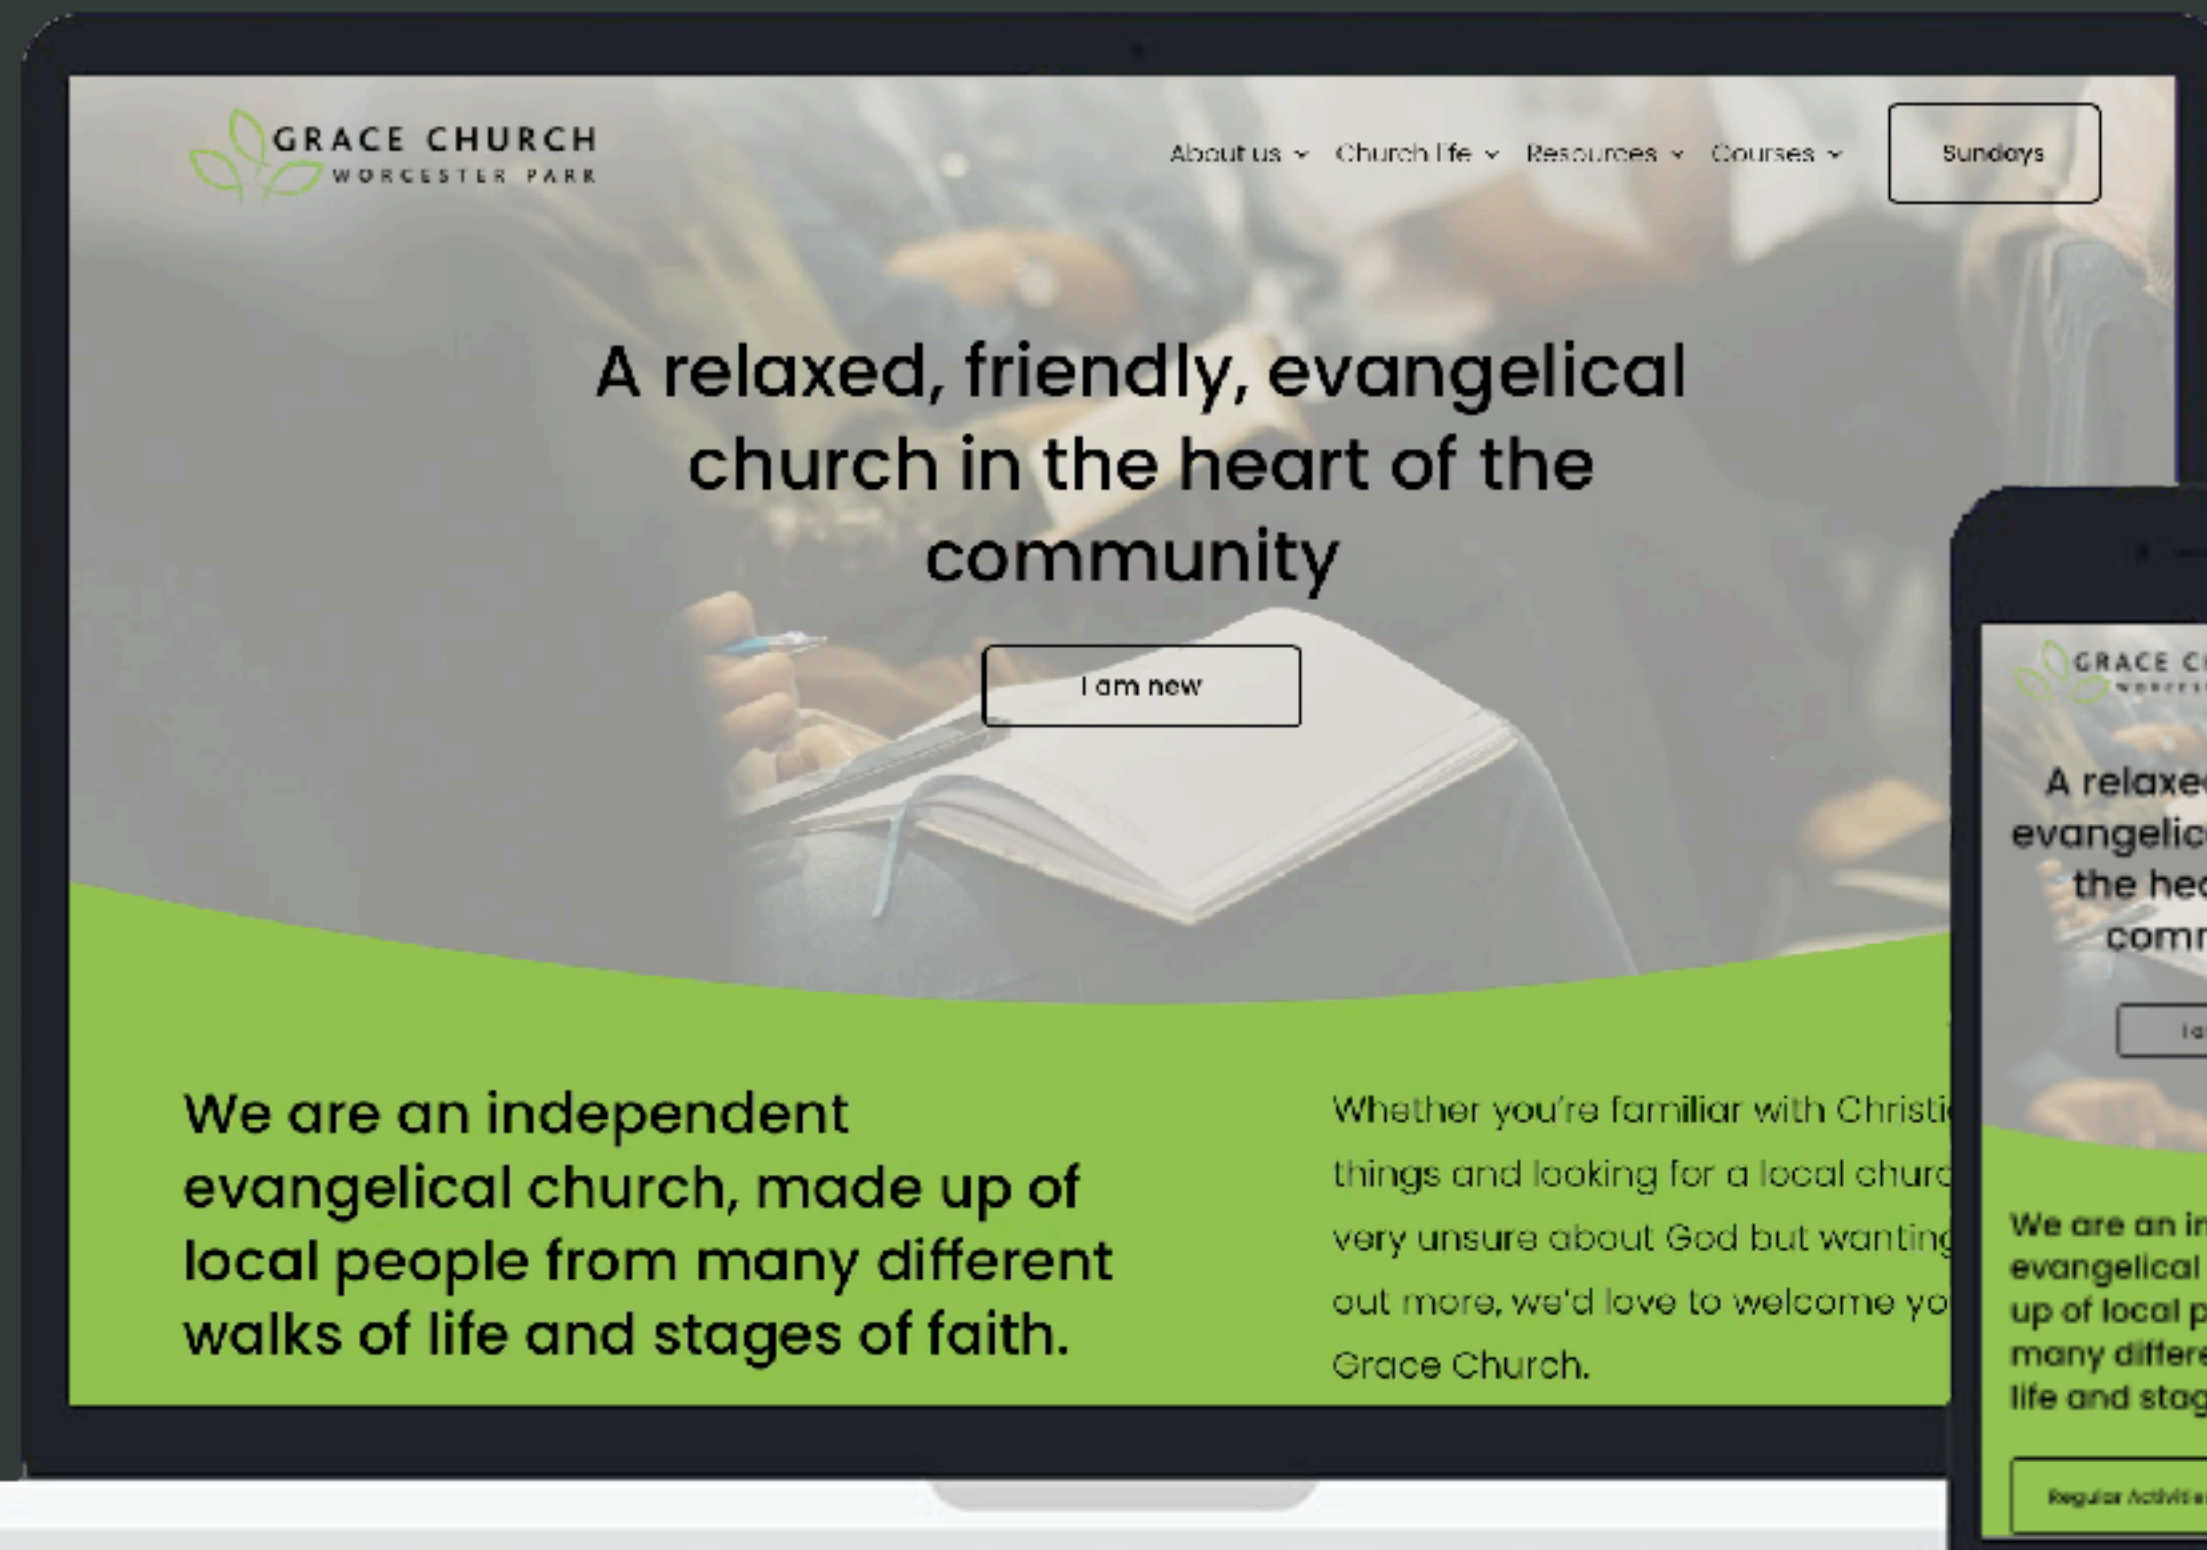 GRACE CHURCH
WORCESTER PARK
About us
Church life
Resources
Courses
Sundays
A relaxed, friendly, evangelical
church in the heart of the
community
I am new
We are an independent
evangelical church, made up of
local people from many different
walks of life and stages of faith.
Whether you're familiar with
things and looking for a local
very unsure about God but wanting
out more, we'd love to welcome
Grace Church.
GRACE
A
the
We are an
evangelical
up of local
many
life and
Regular